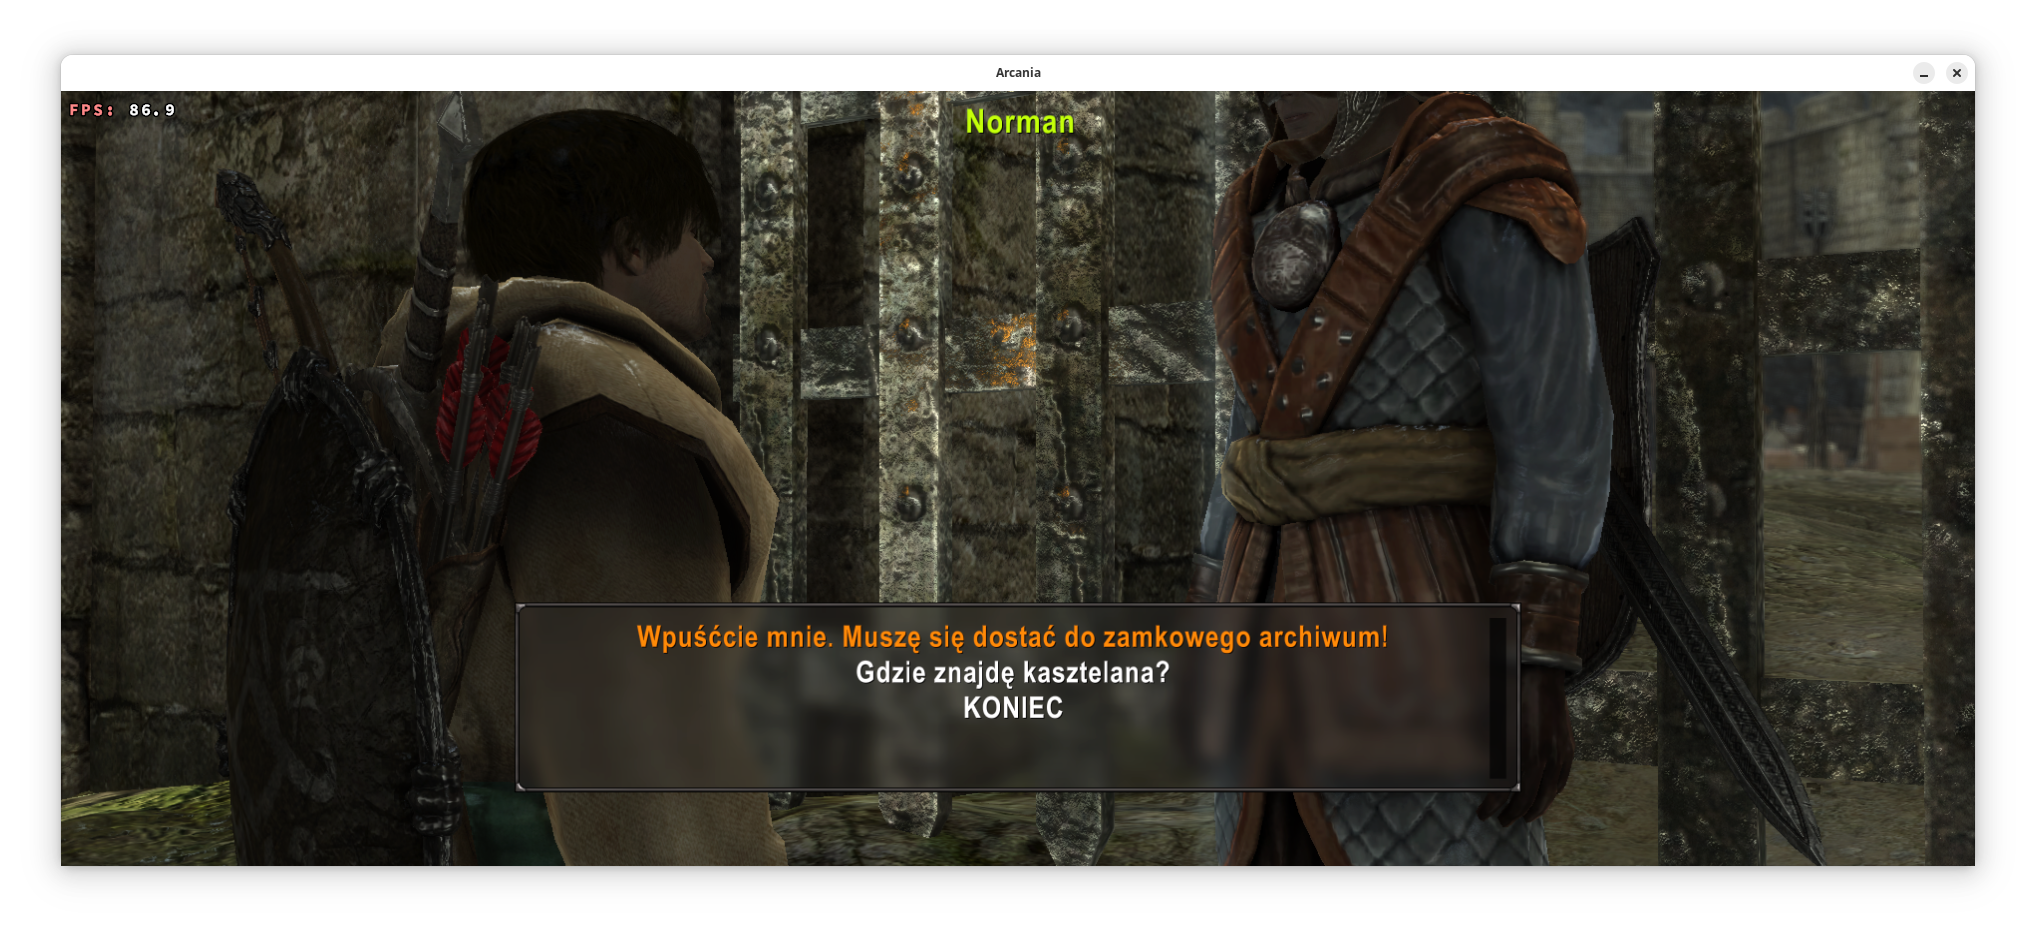 Arcania
FPS: 86.9
Norman
Wpuśćcie mnie. Muszę się dostać do zamkowego archiwum!
Gdzie znajdę kasztelana?
KONIEC